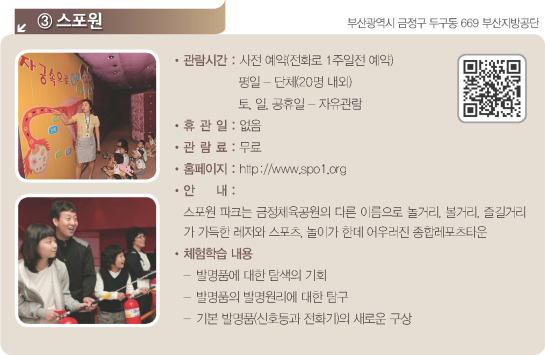 ③ 스포원
부산광역시 금정구 두구동 669 부산지방공단
자궁속으로
• 관람시간 : 사전 예약(전화로 1주일전 예약)
평일 – 단체(20명 내외)
토, 일, 공휴일 – 자유관람
• 휴 관 일 : 없음
• 관 람 료 : 무료
• 홈페이지 : http://www.spo1.org
• 안 내 :
스포원 파크는 금정체육공원의 다른 이름으로 놀거리, 볼거리, 즐길거리
가 가득한 레저와 스포츠, 놀이가 한데 어우러진 종합레포츠타운
• 체험학습 내용
– 발명품에 대한 탐색의 기회
– 발명품의 발명원리에 대한 탐구
– 기본 발명품(신호등과 전화기)의 새로운 구상